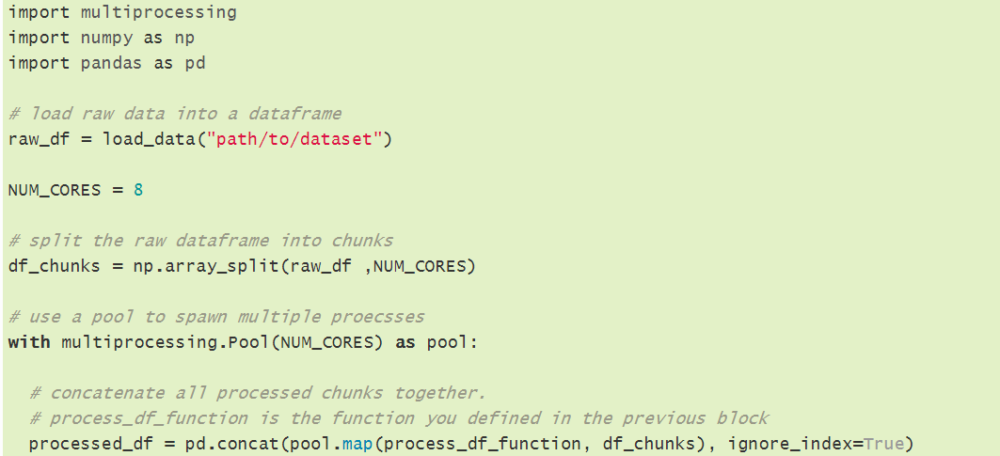 import multiprocessing
import numpy as np
import pandas as pd
# load raw data into a dataframe
raw_df = load_data("path/to/dataset")
NUM_CORES = 8
# split the raw dataframe into chunks
df_chunks = np.array_split(raw_df ,NUM_CORES)
# use a pool to spawn multiple proecsses
with multiprocessing.Pool(NUM_CORES) as pool:
  # concatenate all processed chunks together.
  # process_df_function is the function you defined in the previous block
  processed_df = pd.concat(pool.map(process_df_function, df_chunks), ignore_index=True)